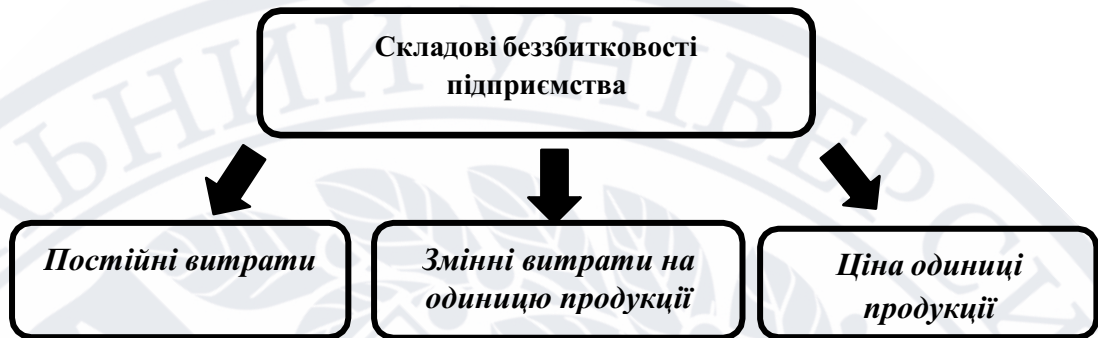 Складові беззбитковості
підприємства
Постійні витрати
Змінні витрати на
одиницю продукції
Ціна одиниці
продукції